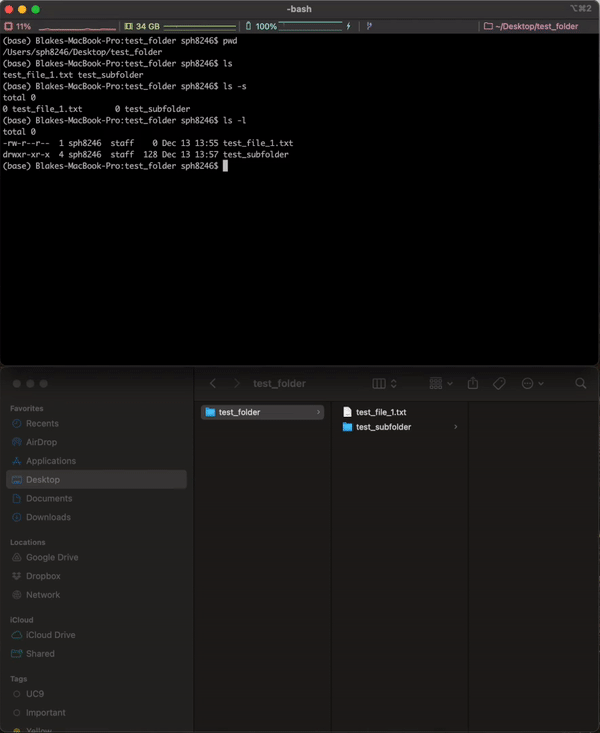 -bash
⌥⌘2
11% 34 GB 100% ~/Desktop/test_folder
(base) Blakes-MacBook-Pro:test_folder sph8246$ pwd
/Users/sph8246/Desktop/test_folder
(base) Blakes-MacBook-Pro:test_folder sph8246$ ls
test_file_1.txt test_subfolder
(base) Blakes-MacBook-Pro:test_folder sph8246$ ls -s
total 0
0 test_file_1.txt       0 test_subfolder
(base) Blakes-MacBook-Pro:test_folder sph8246$ ls -l
total 0
-rw-r--r--  1 sph8246  staff    0 Dec 13 13:55 test_file_1.txt
drwxr-xr-x  4 sph8246  staff  128 Dec 13 13:57 test_subfolder
(base) Blakes-MacBook-Pro:test_folder sph8246$
test_folder
Favorites
Recents
AirDrop
Applications
Desktop
Documents
Downloads
Locations
Google Drive
Dropbox
Network
iCloud
iCloud Drive
Shared
Tags
UC9
Important
Yellow
test_folder
test_file_1.txt
test_subfolder